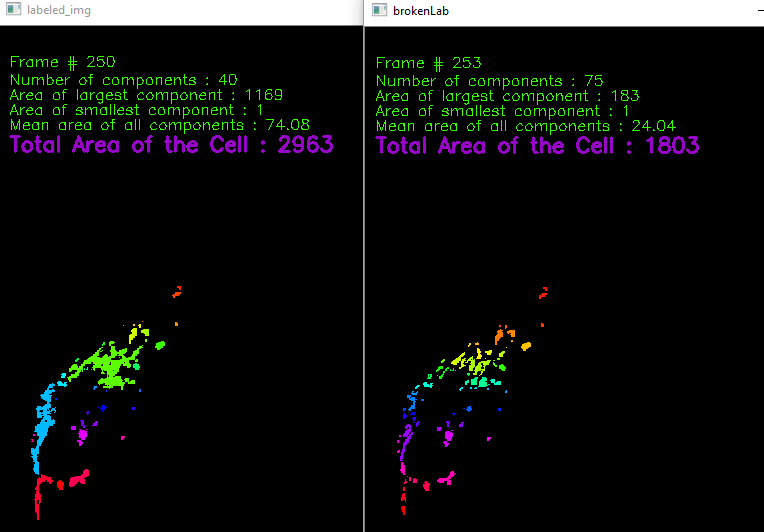 labeled_img
Frame # 250
Number of components : 40
Area of largest component : 1169
Area of smallest component : 1
Mean area of all components : 74.08
Total Area of the Cell : 2963
brokenLab
Frame # 253
Number of components : 75
Area of largest component : 183
Area of smallest component : 1
Mean area of all components : 24.04
Total Area of the Cell : 1803